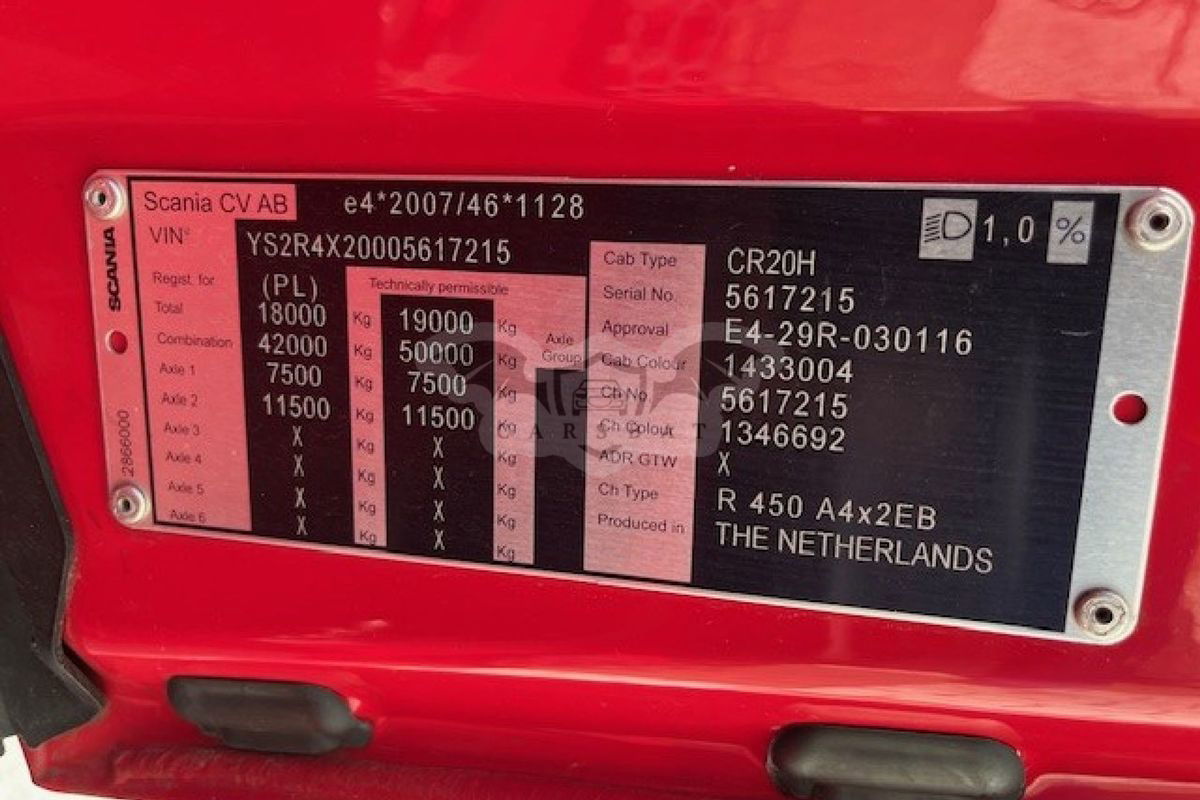 Scania CV AB e4*2007/46*1128 1,0 %
VIN° YS2R4X20005617215
SCANIA
2866000
Regist. for (PL) Technically permissible
Total 18000 Kg 19000 Kg
Combination 42000 Kg 50000 Kg
Axle Group
Axle 1 7500 Kg 7500 Kg
Axle 2 11500 Kg 11500 Kg
Axle 3 X Kg X Kg
Axle 4 X Kg X Kg
Axle 5 X Kg X Kg
Axle 6 X Kg X Kg
Cab Type CR20H
Serial No. 5617215
Approval E4-29R-030116
Cab Colour 1433004
Ch No. 5617215
Ch Colour 1346692
ADR GTW X
Ch Type R 450 A4x2EB
Produced in THE NETHERLANDS
CARSBAT